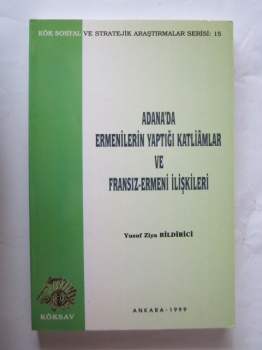 KÖK SOSYAL VE STRATEJİK ARAŞTIRMALAR SERİSİ: 15
ADANA'DA
ERMENİLERİN YAPTIĞI KATLİÂMLAR
VE
FRANSIZ-ERMENİ İLİŞKİLERİ
Yusuf Ziya BİLDİRİCİ
KÖKSAV
ANKARA-1999